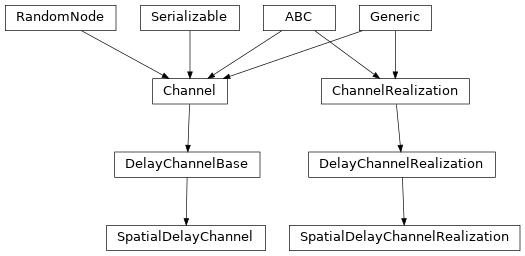 RandomNode
Serializable
ABC
Generic
Channel
ChannelRealization
DelayChannelBase
DelayChannelRealization
SpatialDelayChannel
SpatialDelayChannelRealization